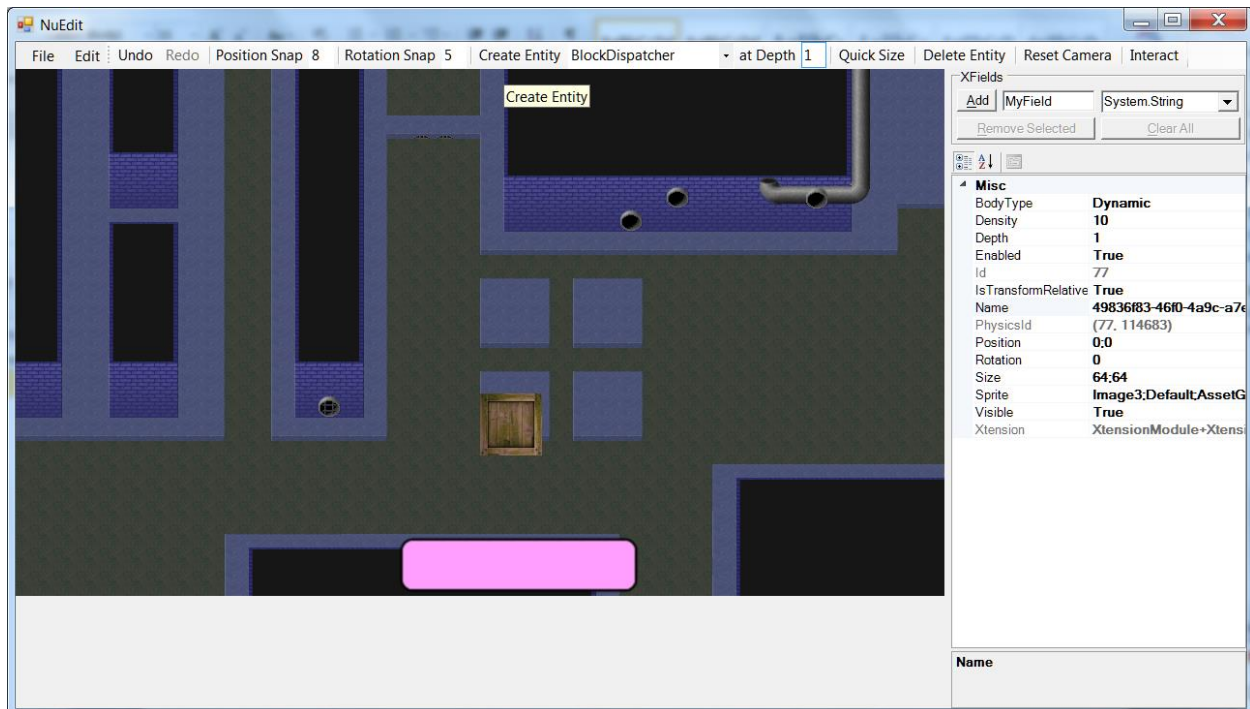 NuEdit
File Edit Undo Redo Position Snap 8 Rotation Snap 5 Create Entity BlockDispatcher at Depth 1 Quick Size Delete Entity Reset Camera Interact
Create Entity
XFields
Add MyField System.String
Remove Selected Clear All
Misc
BodyType Dynamic
Density 10
Depth 1
Enabled True
Id 77
IsTransformRelative True
Name 49836f83-46f0-4a9c-a7e
PhysicsId (77, 114683)
Position 0;0
Rotation 0
Size 64;64
Sprite Image3;Default;AssetG
Visible True
Xtension XtensionModule+Xtensi
Name